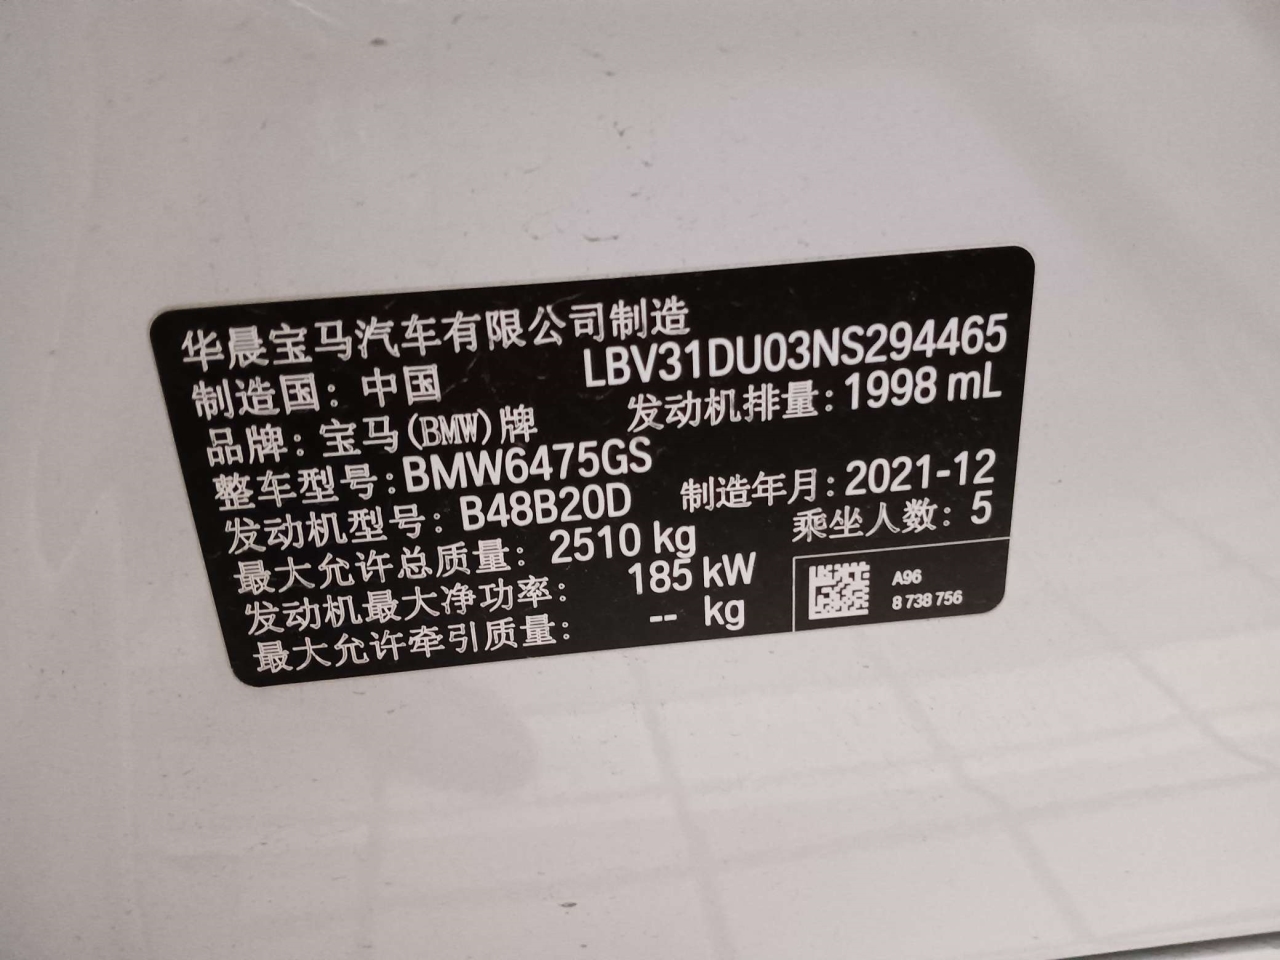 华晨宝马汽车有限公司制造
制造国：中国 LBV31DU03NS294465
品牌：宝马(BMW)牌 发动机排量：1998 mL
整车型号：BMW6475GS
发动机型号：B48B20D 制造年月：2021-12
最大允许总质量：2510 kg 乘坐人数：5
发动机最大净功率：185 kW
最大允许牵引质量：-- kg
A96
8 738 756